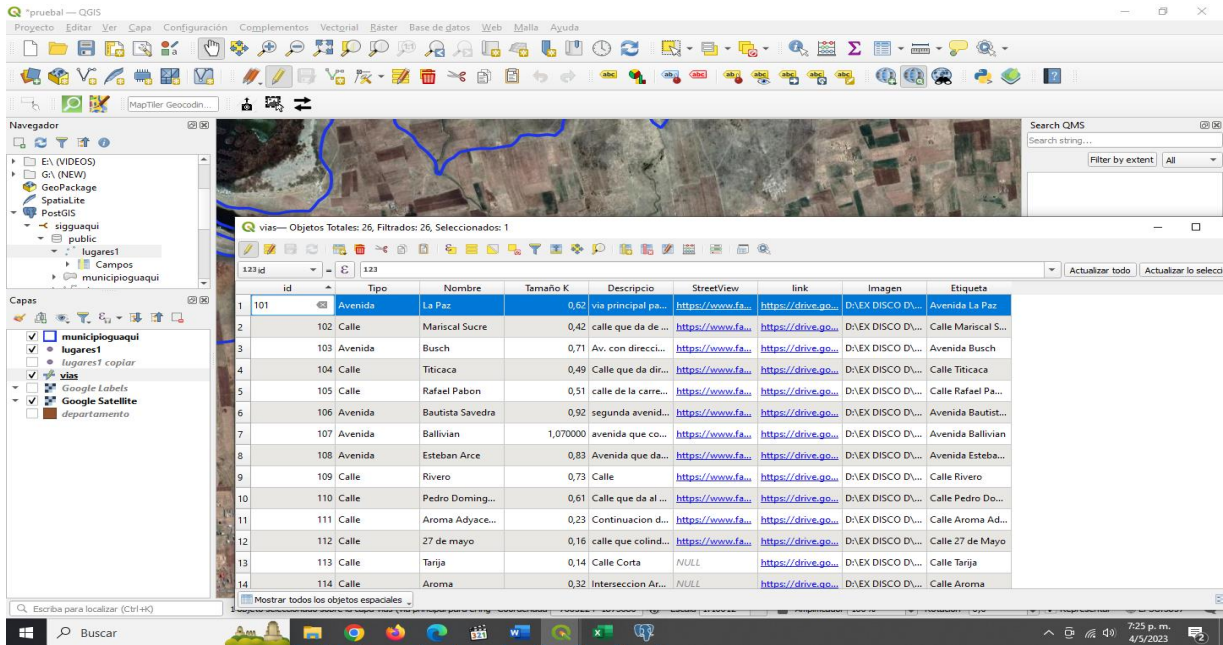 *prueba1 — QGIS
Proyecto Editar Ver Capa Configuración Complementos Vectorial Ráster Base de datos Web Malla Ayuda
MapTiler Geocodin...
Navegador
E:\ (VIDEOS)
G:\ (NEW)
GeoPackage
SpatiaLite
PostGIS
sigguaqui
public
lugares1
Campos
municipioguaqui
Capas
municipioguaqui
lugares1
lugares1 copiar
vias
Google Labels
Google Satellite
departamento
Search QMS
Search string...
Filter by extent All
vias— Objetos Totales: 26, Filtrados: 26, Seleccionados: 1
123 id = ε 123 Actualizar todo Actualizar lo selecci
id Tipo Nombre Tamaño K Descripcio StreetView link Imagen Etiqueta
1 101 Avenida La Paz 0,62 via principal pa... https://www.fa... https://drive.go... D:\EX DISCO D\... Avenida La Paz
2 102 Calle Mariscal Sucre 0,42 calle que da de ... https://www.fa... https://drive.go... D:\EX DISCO D\... Calle Mariscal S...
3 103 Avenida Busch 0,71 Av. con direcci... https://www.fa... https://drive.go... D:\EX DISCO D\... Avenida Busch
4 104 Calle Titicaca 0,49 Calle que da dir... https://www.fa... https://drive.go... D:\EX DISCO D\... Calle Titicaca
5 105 Calle Rafael Pabon 0,51 calle de la carre... https://www.fa... https://drive.go... D:\EX DISCO D\... Calle Rafael Pa...
6 106 Avenida Bautista Savedra 0,92 segunda avenid... https://www.fa... https://drive.go... D:\EX DISCO D\... Avenida Bautist...
7 107 Avenida Ballivian 1,070000 avenida que co... https://www.fa... https://drive.go... D:\EX DISCO D\... Avenida Ballivian
8 108 Avenida Esteban Arce 0,83 Avenida que da... https://www.fa... https://drive.go... D:\EX DISCO D\... Avenida Esteba...
9 109 Calle Rivero 0,73 Calle https://www.fa... https://drive.go... D:\EX DISCO D\... Calle Rivero
10 110 Calle Pedro Doming... 0,61 Calle que da al ... https://www.fa... https://drive.go... D:\EX DISCO D\... Calle Pedro Do...
11 111 Calle Aroma Adyace... 0,23 Continuacion d... https://www.fa... https://drive.go... D:\EX DISCO D\... Calle Aroma Ad...
12 112 Calle 27 de mayo 0,16 calle que colind... https://www.fa... https://drive.go... D:\EX DISCO D\... Calle 27 de Mayo
13 113 Calle Tarija 0,14 Calle Corta NULL https://drive.go... D:\EX DISCO D\... Calle Tarija
14 114 Calle Aroma 0,32 Interseccion Ar... NULL https://drive.go... D:\EX DISCO D\... Calle Aroma
Mostrar todos los objetos espaciales
Escriba para localizar (Ctrl+K)
Buscar
7:25 p. m.
4/5/2023